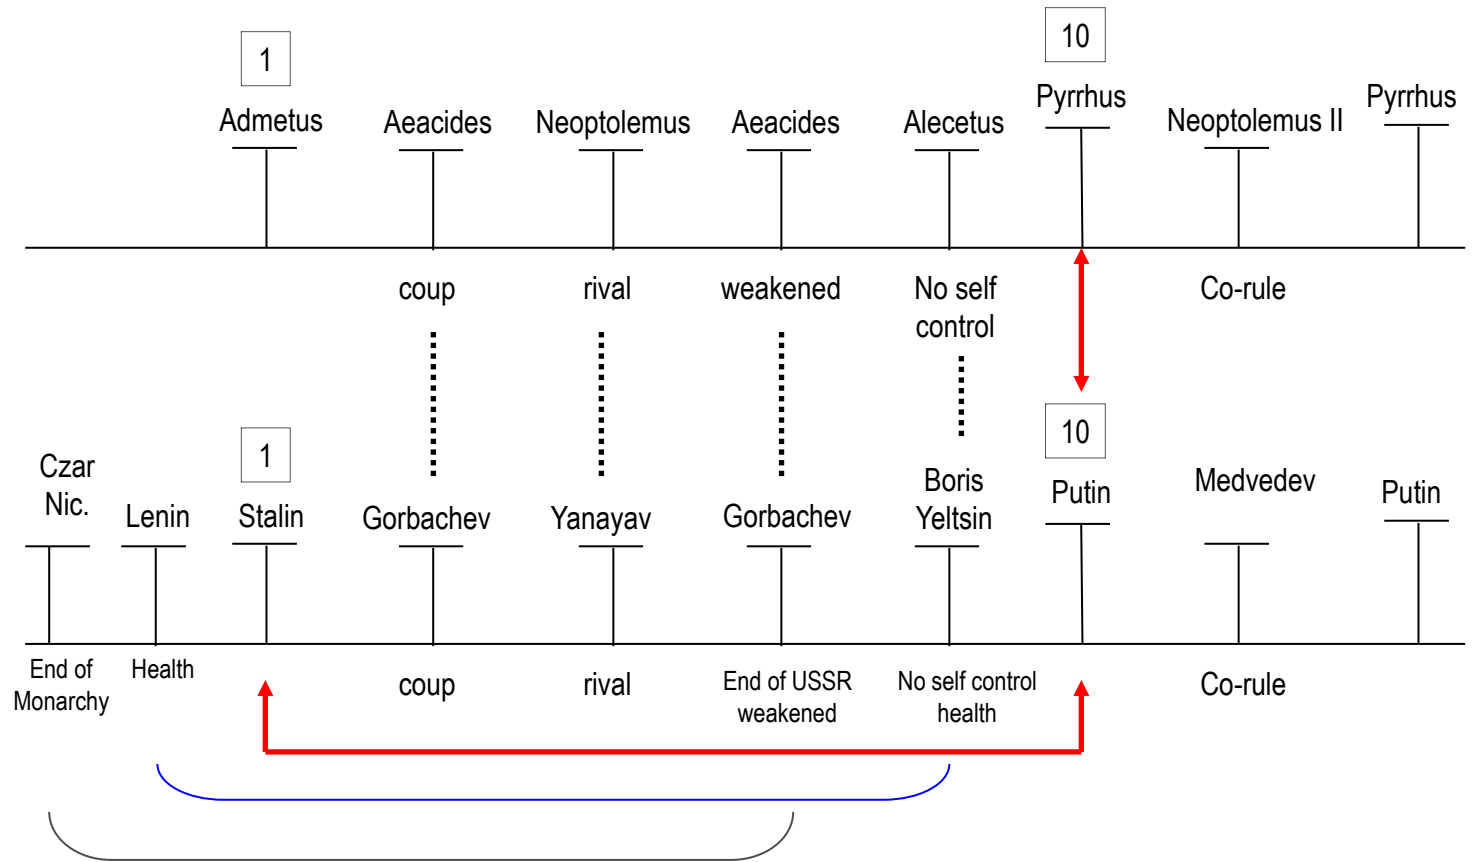 1
10
Admetus
Aeacides
Neoptolemus
Aeacides
Alecetus
Pyrrhus
Neoptolemus II
Pyrrhus
coup
rival
weakened
No self
control
Co-rule
1
10
Czar
Nic.
Lenin
Stalin
Gorbachev
Yanayav
Gorbachev
Boris
Yeltsin
Putin
Medvedev
Putin
End of
Monarchy
Health
coup
rival
End of USSR
weakened
No self control
health
Co-rule